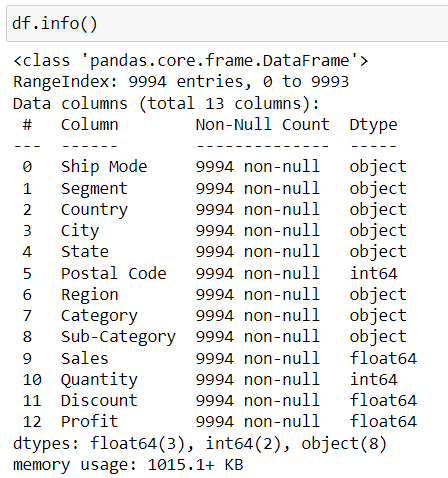 df.info()
<class 'pandas.core.frame.DataFrame'>
RangeIndex: 9994 entries, 0 to 9993
Data columns (total 13 columns):
 #   Column        Non-Null Count  Dtype
---  ------        --------------  -----
 0   Ship Mode     9994 non-null   object
 1   Segment       9994 non-null   object
 2   Country       9994 non-null   object
 3   City          9994 non-null   object
 4   State         9994 non-null   object
 5   Postal Code   9994 non-null   int64
 6   Region        9994 non-null   object
 7   Category      9994 non-null   object
 8   Sub-Category  9994 non-null   object
 9   Sales         9994 non-null   float64
 10  Quantity      9994 non-null   int64
 11  Discount      9994 non-null   float64
 12  Profit        9994 non-null   float64
dtypes: float64(3), int64(2), object(8)
memory usage: 1015.1+ KB